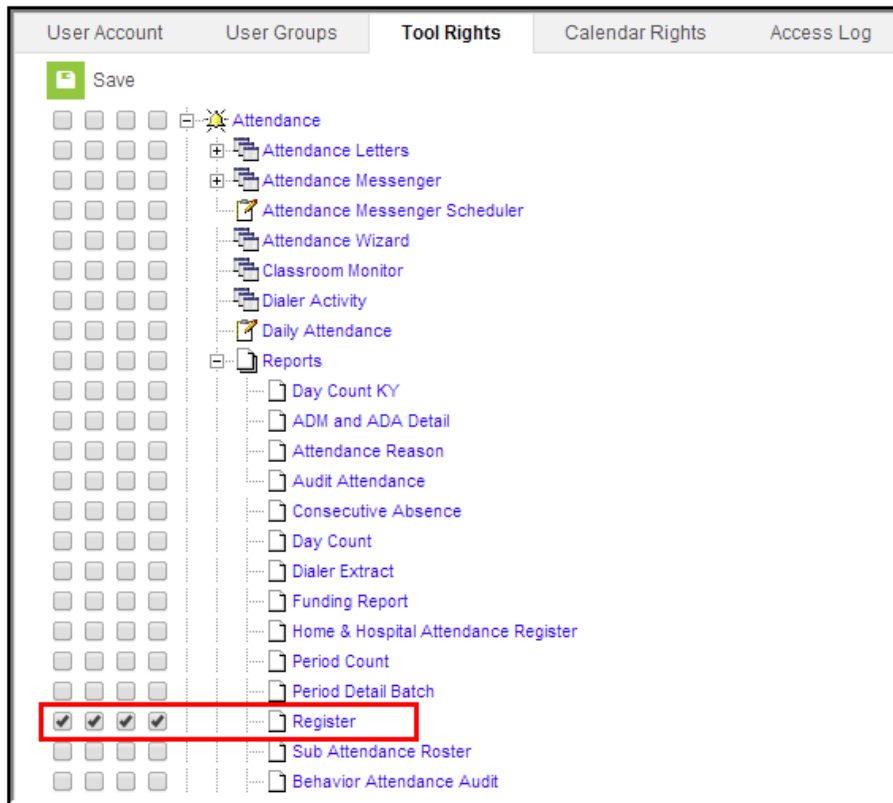 User Account User Groups Tool Rights Calendar Rights Access Log
Save
Attendance
Attendance Letters
Attendance Messenger
Attendance Messenger Scheduler
Attendance Wizard
Classroom Monitor
Dialer Activity
Daily Attendance
Reports
Day Count KY
ADM and ADA Detail
Attendance Reason
Audit Attendance
Consecutive Absence
Day Count
Dialer Extract
Funding Report
Home & Hospital Attendance Register
Period Count
Period Detail Batch
Register
Sub Attendance Roster
Behavior Attendance Audit